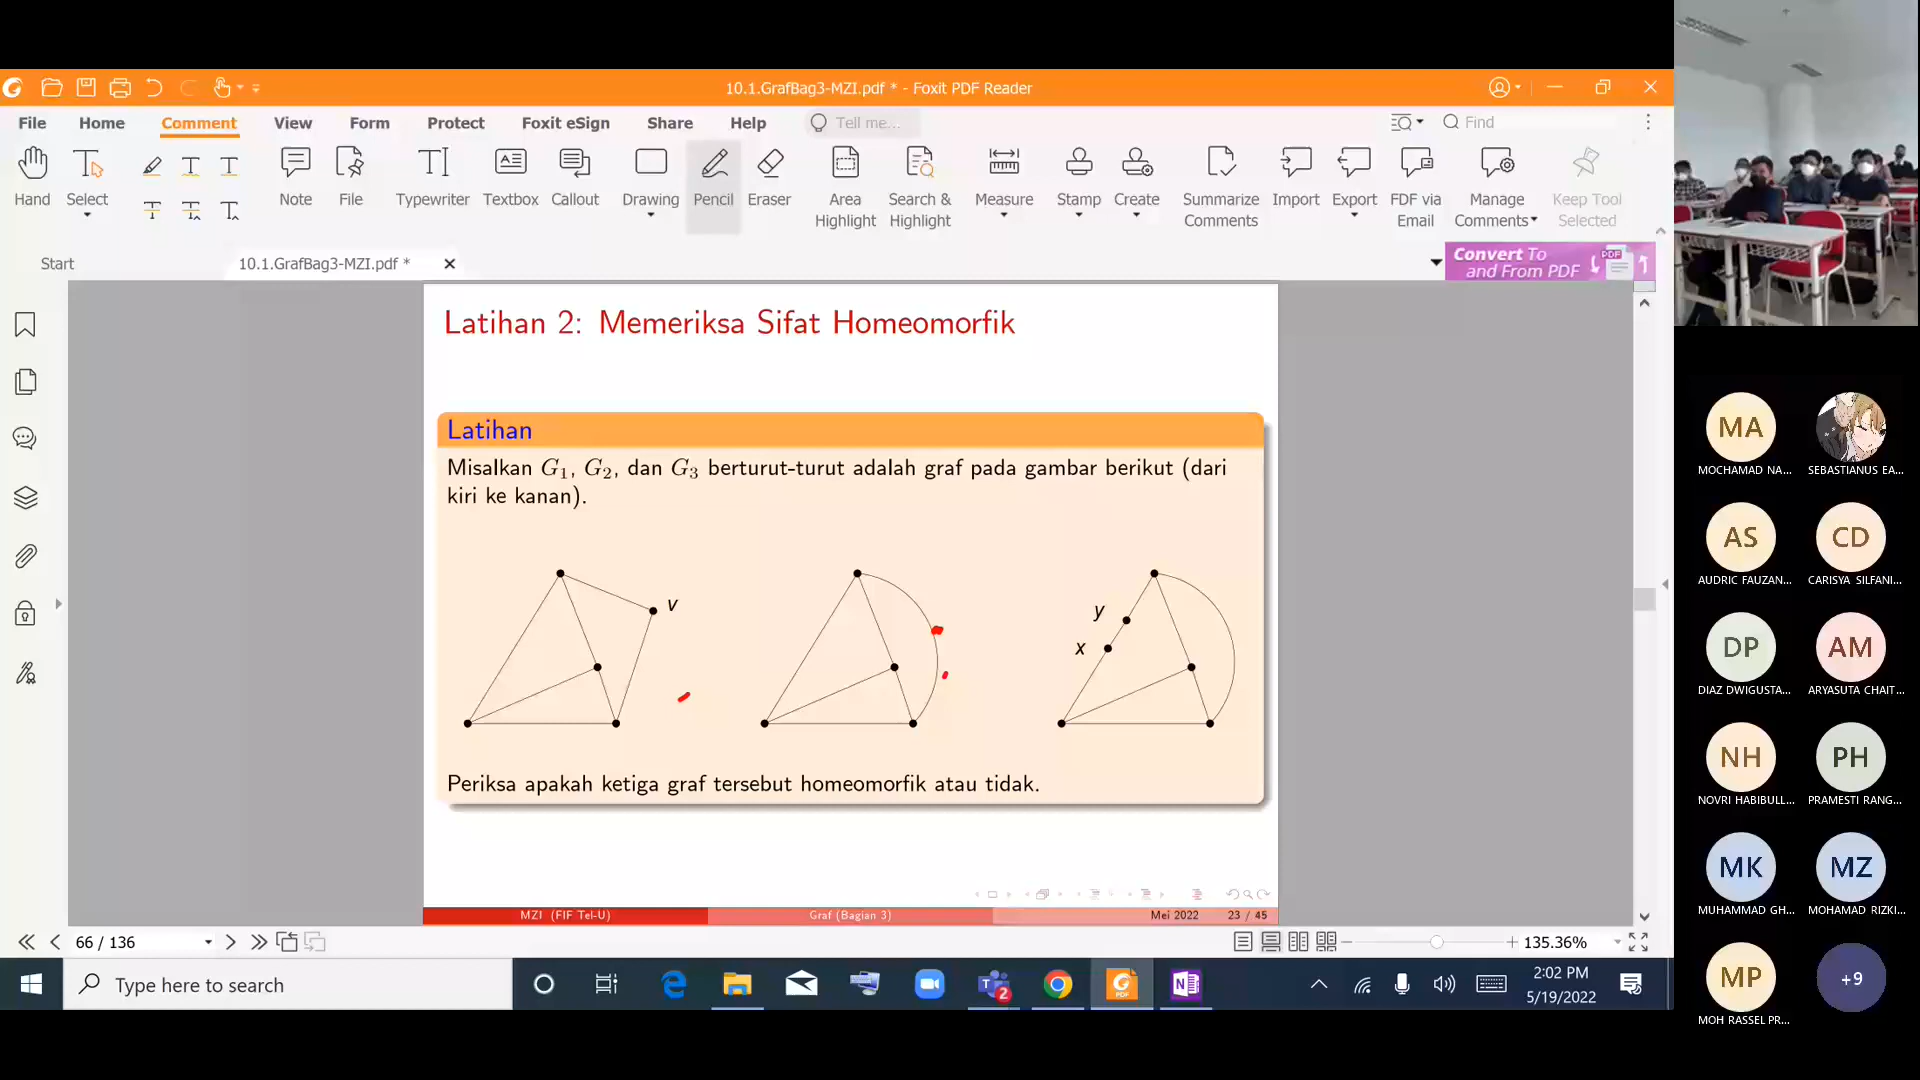 10.1.GrafBag3-MZI.pdf * - Foxit PDF Reader
File Home Comment View Form Protect Foxit eSign Share Help Tell me... Find
Hand Select Note File Typewriter Textbox Callout Drawing Pencil Eraser Area Highlight Search & Highlight Measure Stamp Create Summarize Comments Import Export FDF via Email Manage Comments Keep Tool Selected
Start 10.1.GrafBag3-MZI.pdf *
Convert To
and From PDF
PDF
Latihan 2: Memeriksa Sifat Homeomorfik
Latihan
Misalkan G1, G2, dan G3 berturut-turut adalah graf pada gambar berikut (dari
kiri ke kanan).
v
y
x
Periksa apakah ketiga graf tersebut homeomorfik atau tidak.
MZI (FIF Tel-U) Graf (Bagian 3) Mei 2022 23 / 45
66 / 136
135.36%
Type here to search
2
2:02 PM
5/19/2022
MA
MOCHAMAD NA...
SEBASTIANUS EA...
AS CD
AUDRIC FAUZAN... CARISYA SILFANI...
DP AM
DIAZ DWIGUSTA... ARYASUTA CHAIT...
NH PH
NOVRI HABIBULL... PRAMESTI RANG...
MK MZ
MUHAMMAD GH... MOHAMAD RIZKI...
MP +9
MOH RASSEL PR...